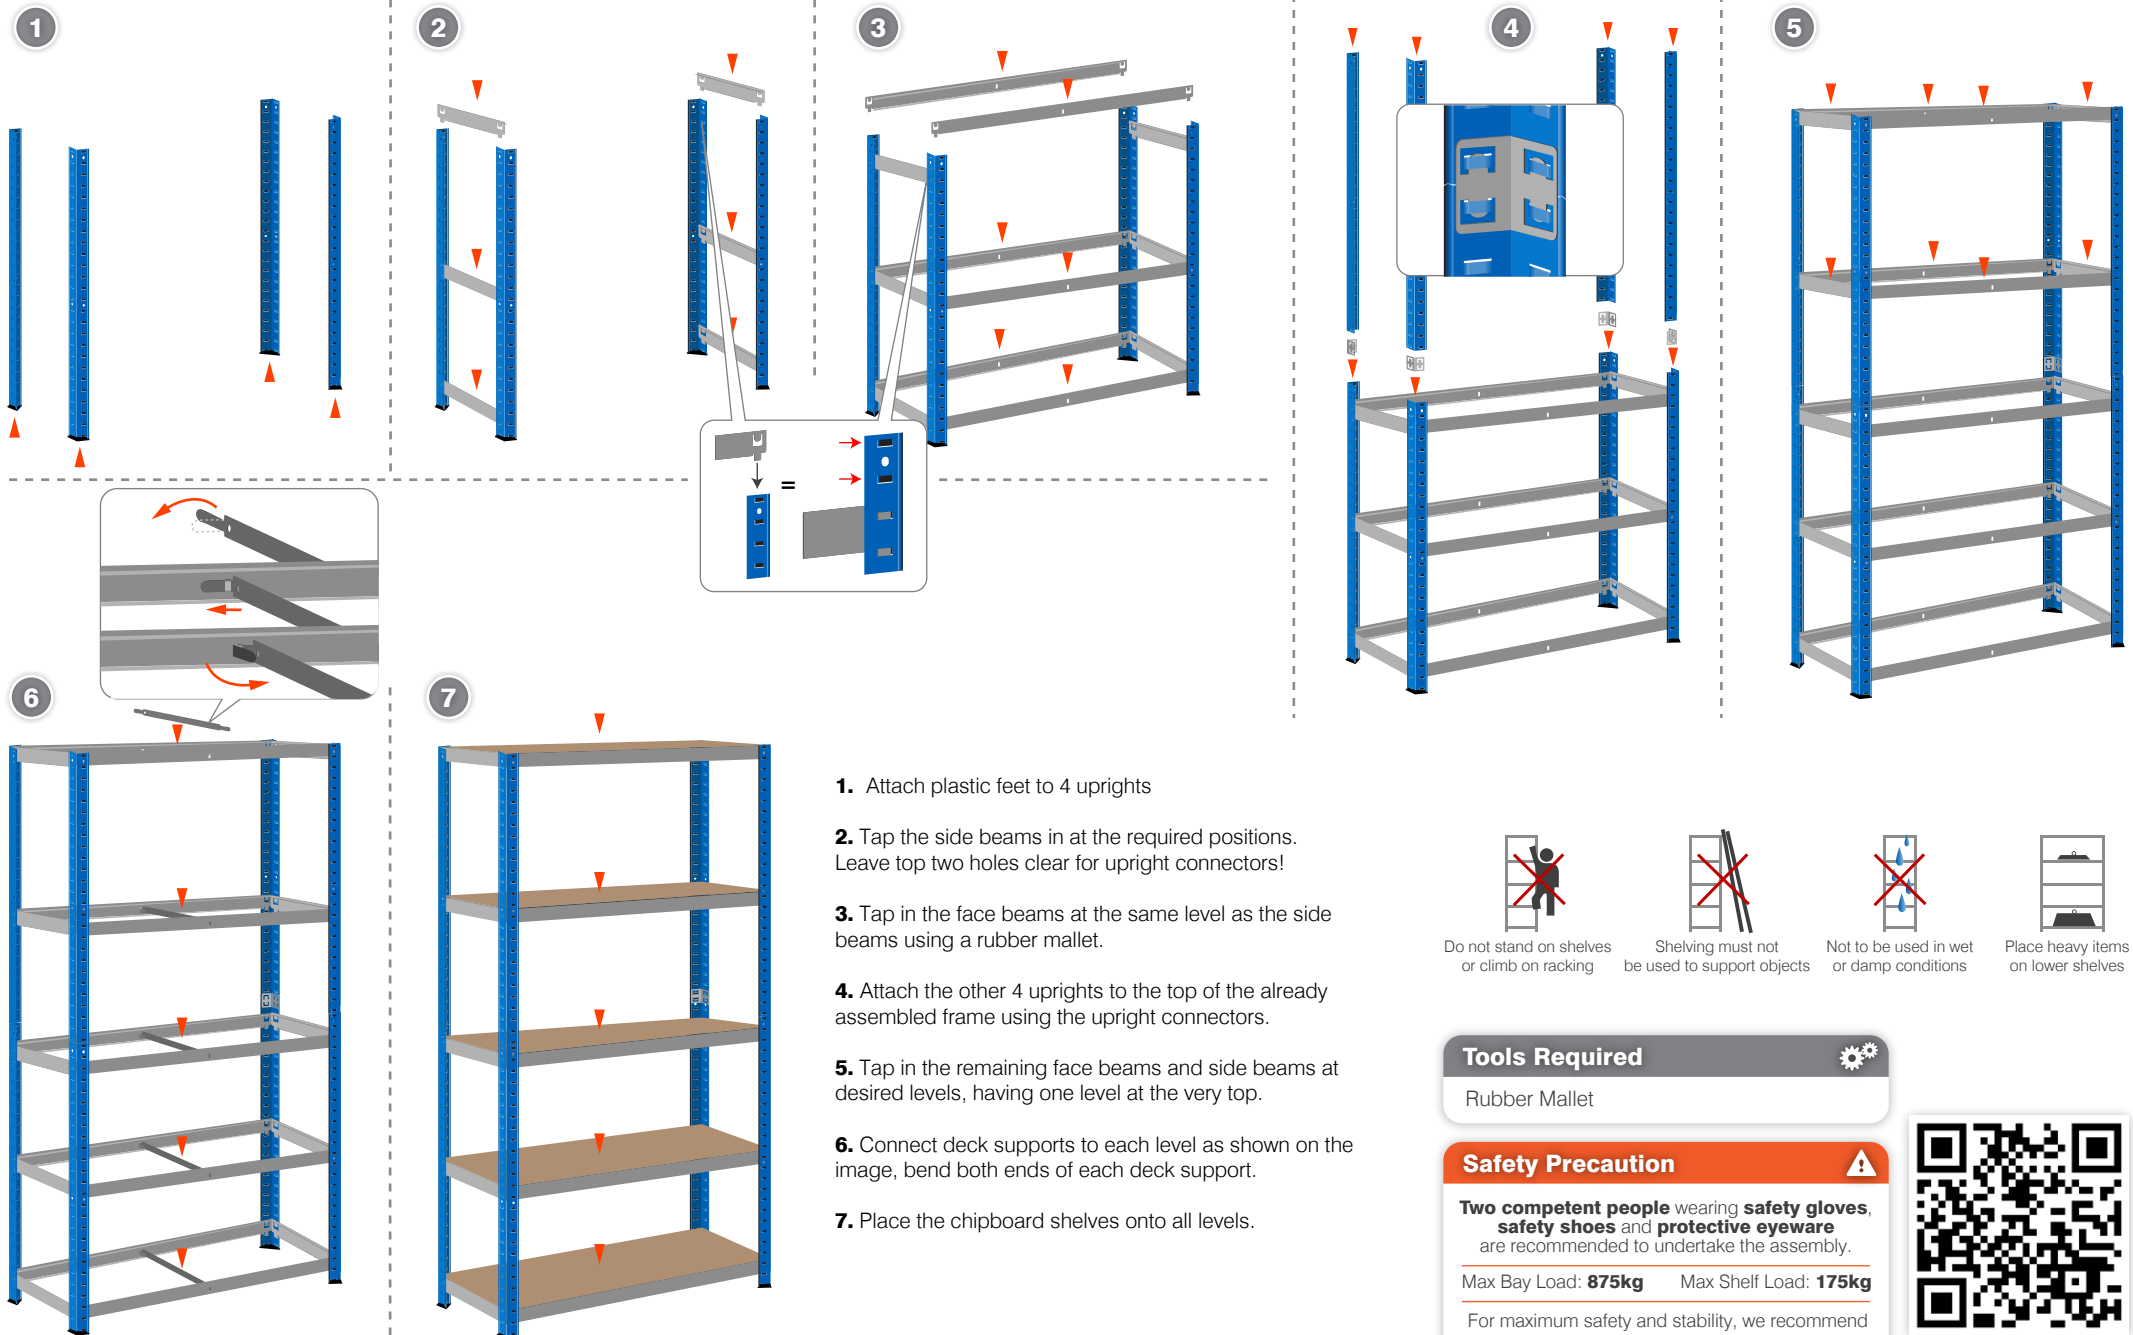 1
2
3
4
5
=
6
7
1. Attach plastic feet to 4 uprights
2. Tap the side beams in at the required positions.
Leave top two holes clear for upright connectors!
3. Tap in the face beams at the same level as the side
beams using a rubber mallet.
4. Attach the other 4 uprights to the top of the already
assembled frame using the upright connectors.
5. Tap in the remaining face beams and side beams at
desired levels, having one level at the very top.
6. Connect deck supports to each level as shown on the
image, bend both ends of each deck support.
7. Place the chipboard shelves onto all levels.
Do not stand on shelves
or climb on racking
Shelving must not
be used to support objects
Not to be used in wet
or damp conditions
Place heavy items
on lower shelves
Tools Required
Rubber Mallet
Safety Precaution
Two competent people wearing safety gloves,
safety shoes and protective eyeware
are recommended to undertake the assembly.
Max Bay Load: 875kg Max Shelf Load: 175kg
For maximum safety and stability, we recommend